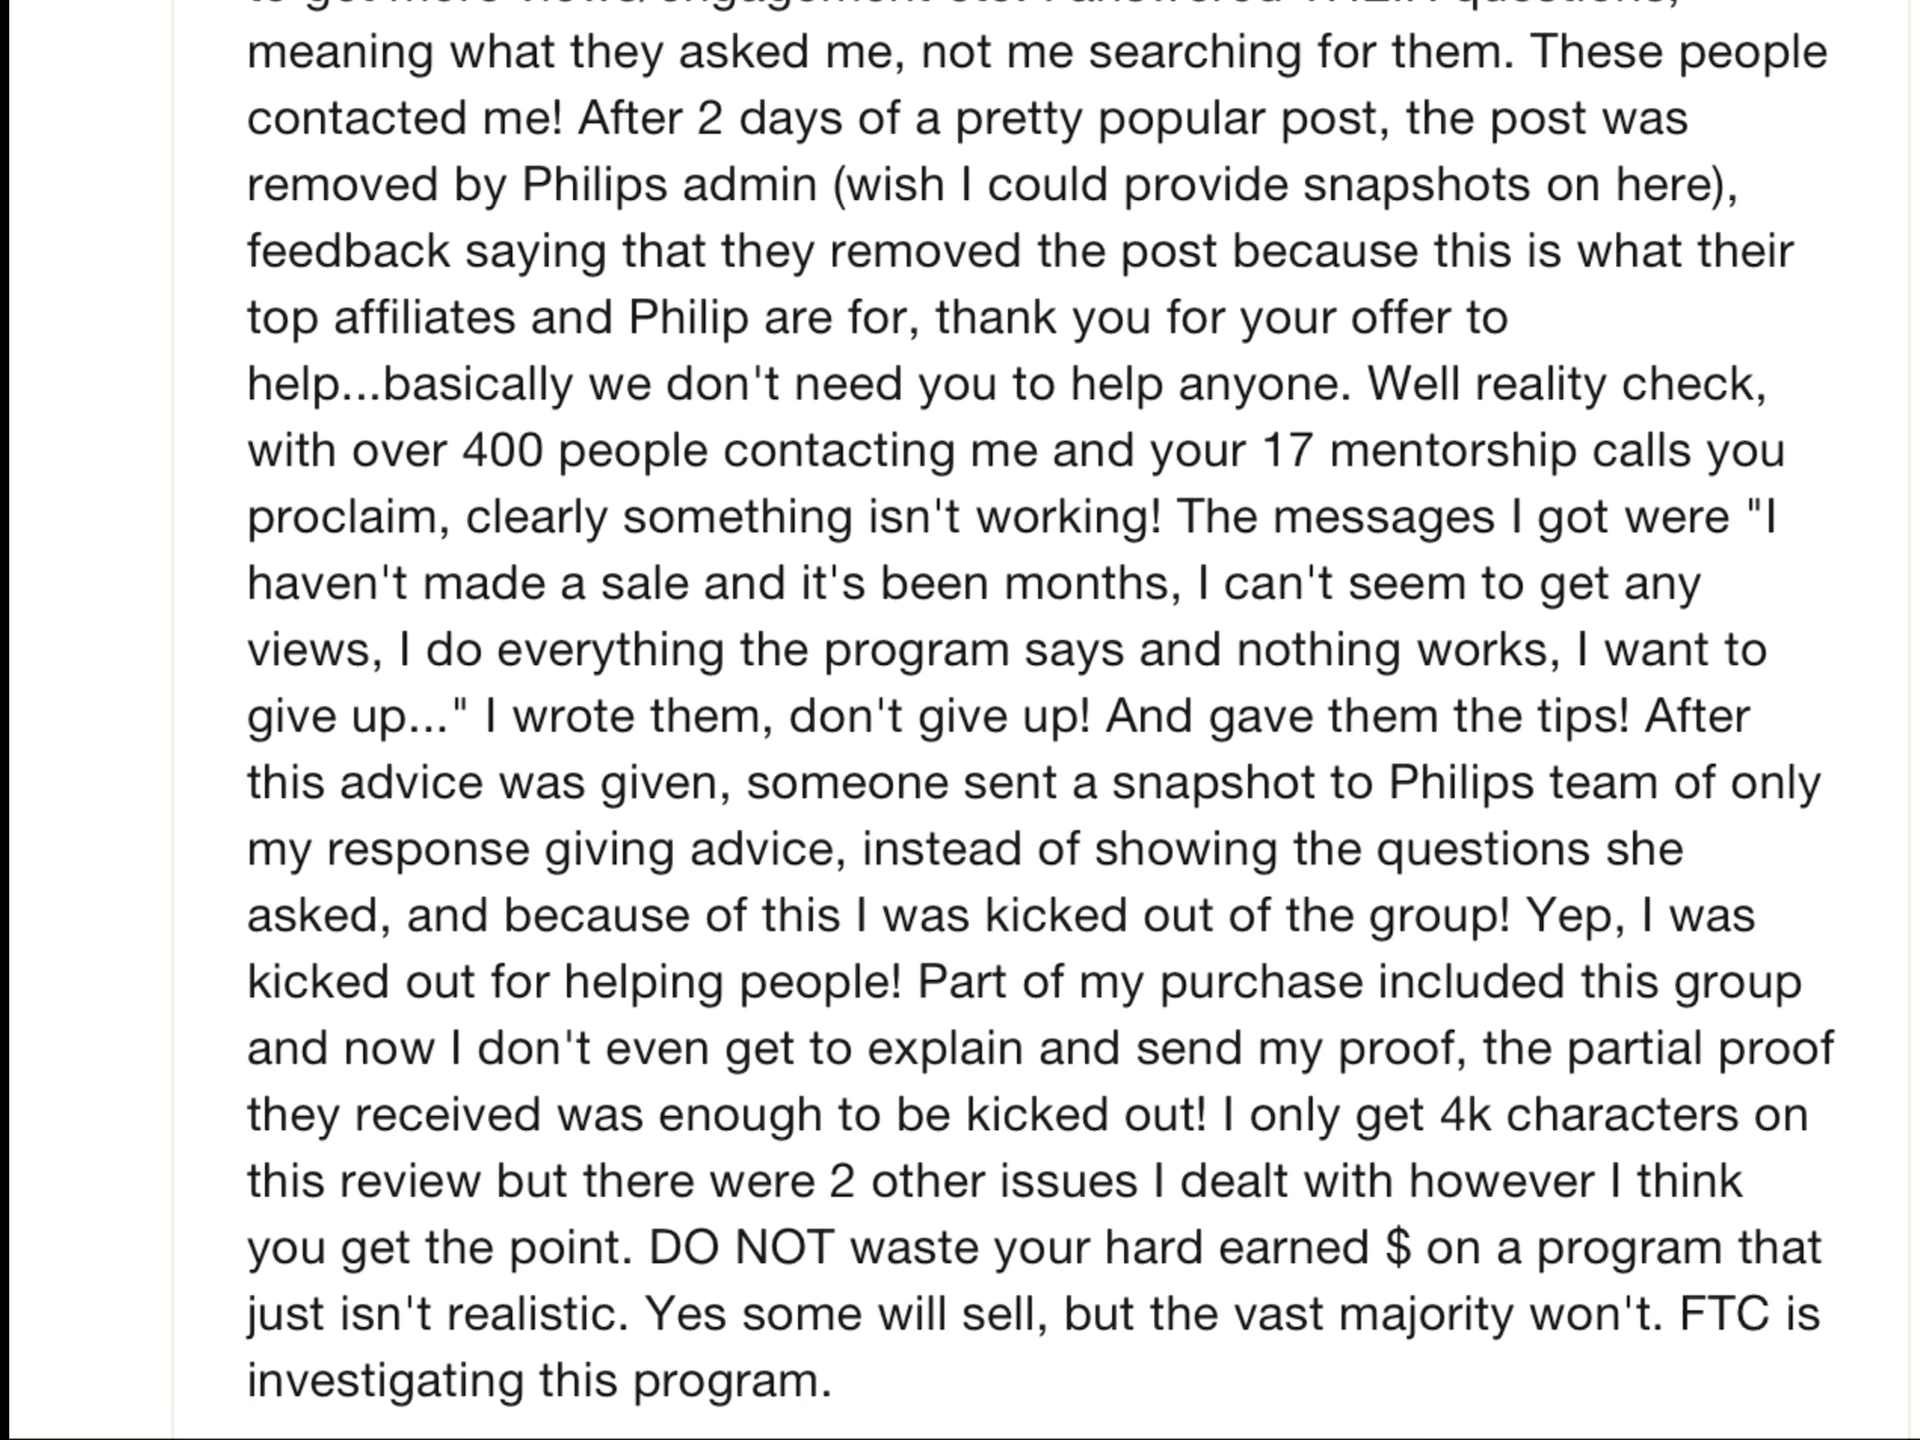 to get more views/engagement etc. I answered THEIR questions,
meaning what they asked me, not me searching for them. These people
contacted me! After 2 days of a pretty popular post, the post was
removed by Philips admin (wish I could provide snapshots on here),
feedback saying that they removed the post because this is what their
top affiliates and Philip are for, thank you for your offer to
help...basically we don't need you to help anyone. Well reality check,
with over 400 people contacting me and your 17 mentorship calls you
proclaim, clearly something isn't working! The messages I got were "I
haven't made a sale and it's been months, I can't seem to get any
views, I do everything the program says and nothing works, I want to
give up..." I wrote them, don't give up! And gave them the tips! After
this advice was given, someone sent a snapshot to Philips team of only
my response giving advice, instead of showing the questions she
asked, and because of this I was kicked out of the group! Yep, I was
kicked out for helping people! Part of my purchase included this group
and now I don't even get to explain and send my proof, the partial proof
they received was enough to be kicked out! I only get 4k characters on
this review but there were 2 other issues I dealt with however I think
you get the point. DO NOT waste your hard earned $ on a program that
just isn't realistic. Yes some will sell, but the vast majority won't. FTC is
investigating this program.